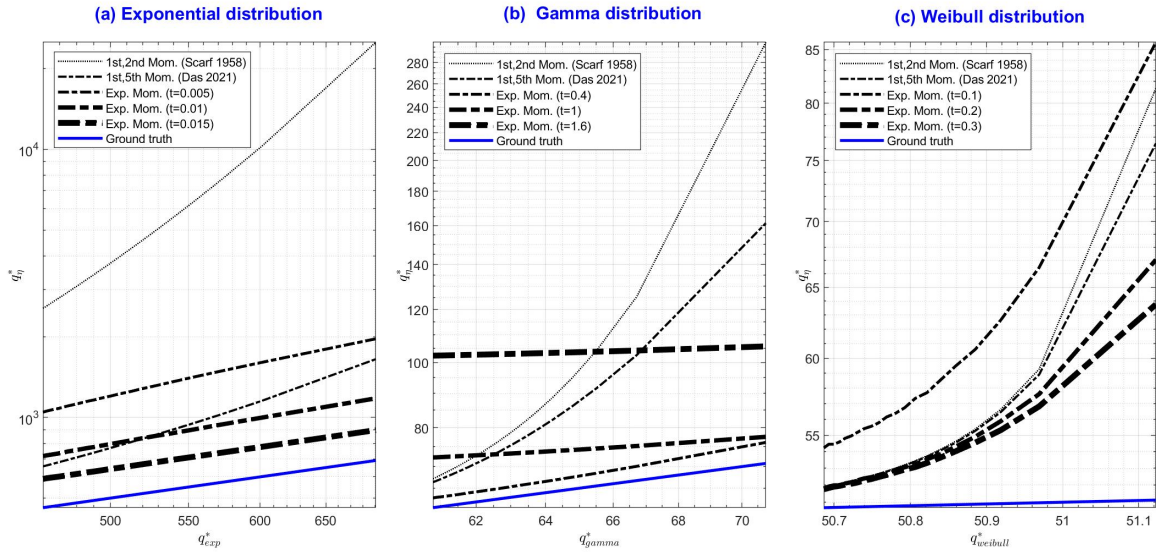 (a) Exponential distribution
10^4
10^3
q*_η
1st,2nd Mom. (Scarf 1958)
1st,5th Mom. (Das 2021)
Exp. Mom. (t=0.005)
Exp. Mom. (t=0.01)
Exp. Mom. (t=0.015)
Ground truth
500
550
600
650
q*_exp
(b) Gamma distribution
280
260
240
220
200
180
160
140
120
100
80
q*_η
1st,2nd Mom. (Scarf 1958)
1st,5th Mom. (Das 2021)
Exp. Mom. (t=0.4)
Exp. Mom. (t=1)
Exp. Mom. (t=1.6)
Ground truth
62
64
66
68
70
q*_gamma
(c) Weibull distribution
85
80
75
70
65
60
55
q*_η
1st,2nd Mom. (Scarf 1958)
1st,5th Mom. (Das 2021)
Exp. Mom. (t=0.1)
Exp. Mom. (t=0.2)
Exp. Mom. (t=0.3)
Ground truth
50.7
50.8
50.9
51
51.1
q*_weibull